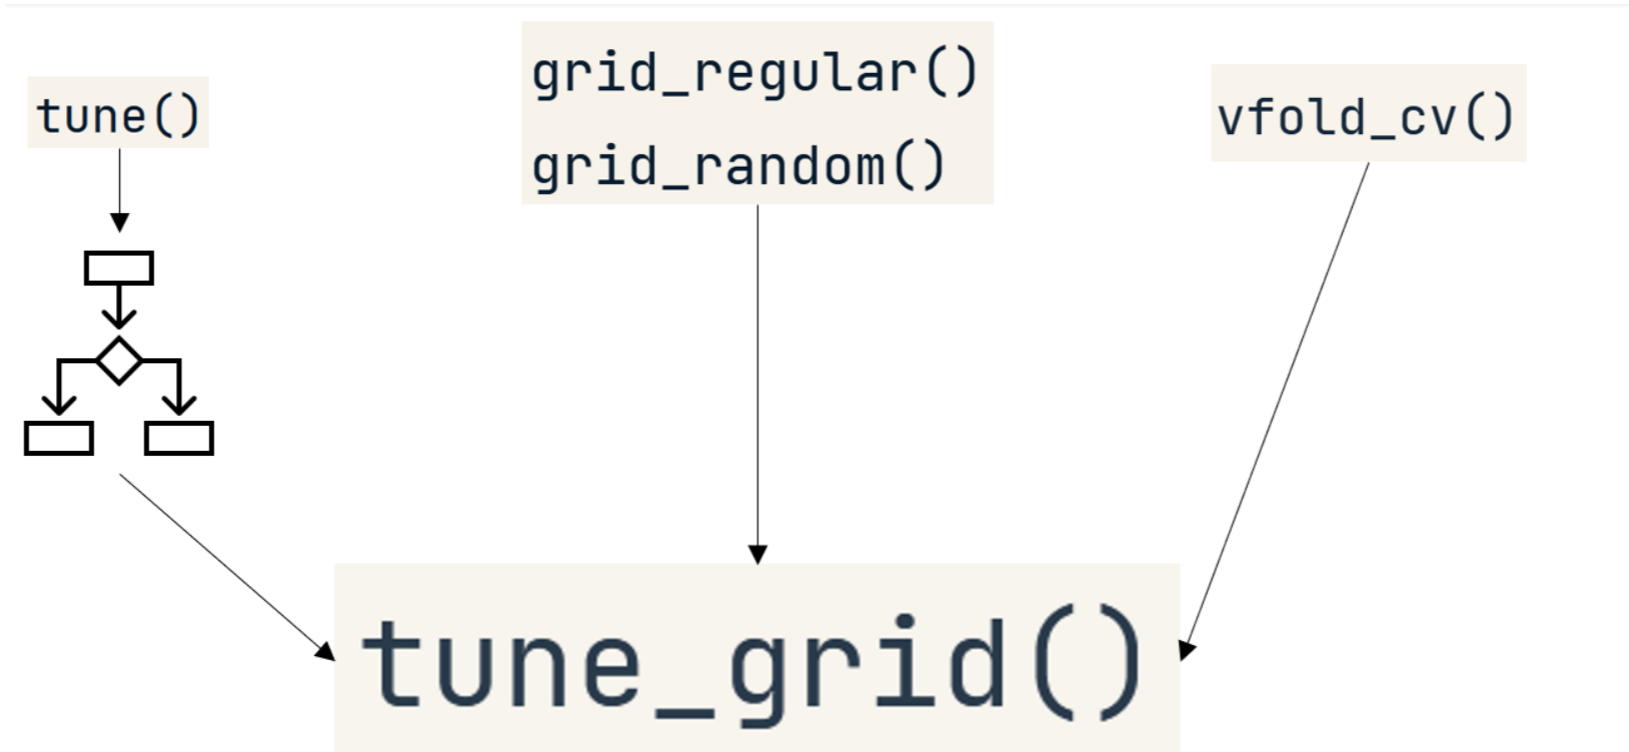 tune()
grid_regular()
grid_random()
vfold_cv()
tune_grid()